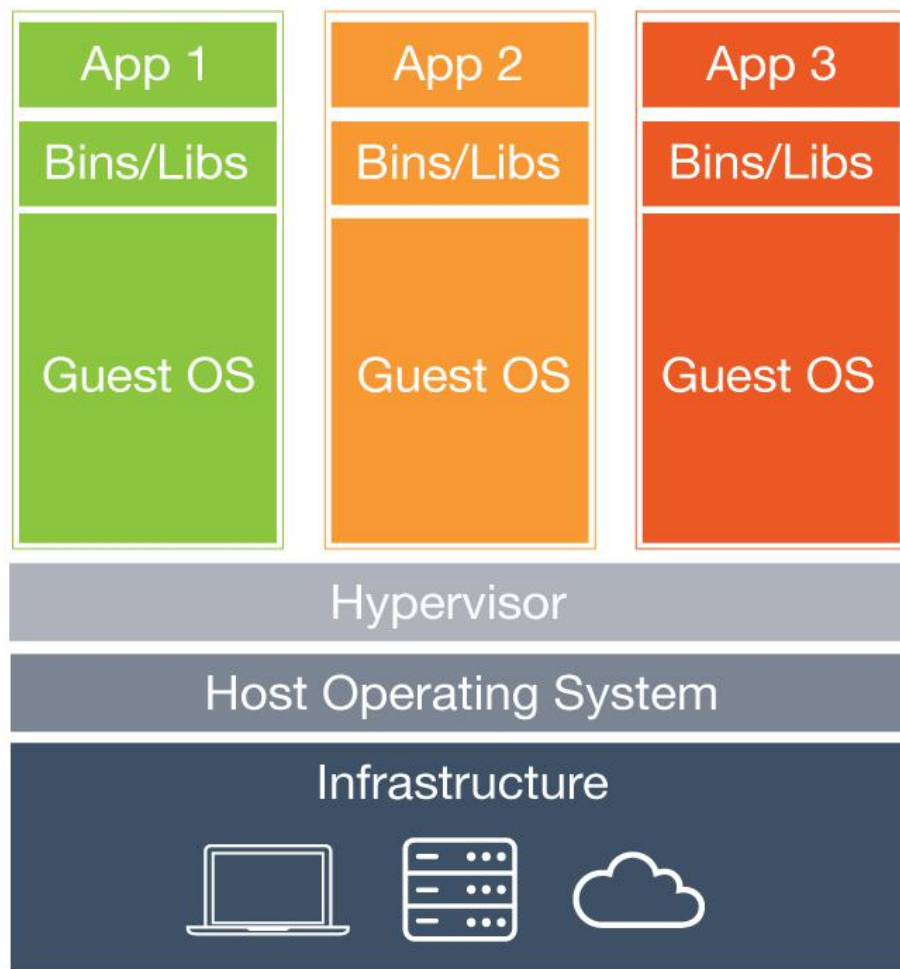 App 1
App 2
App 3
Bins/Libs
Bins/Libs
Bins/Libs
Guest OS
Guest OS
Guest OS
Hypervisor
Host Operating System
Infrastructure